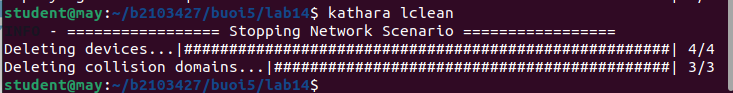 student@may:~/b2103427/buoi5/lab14$ kathara lclean
- ================= Stopping Network Scenario =================
Deleting devices...|######################################################| 4/4
Deleting collision domains...|############################################| 3/3
student@may:~/b2103427/buoi5/lab14$